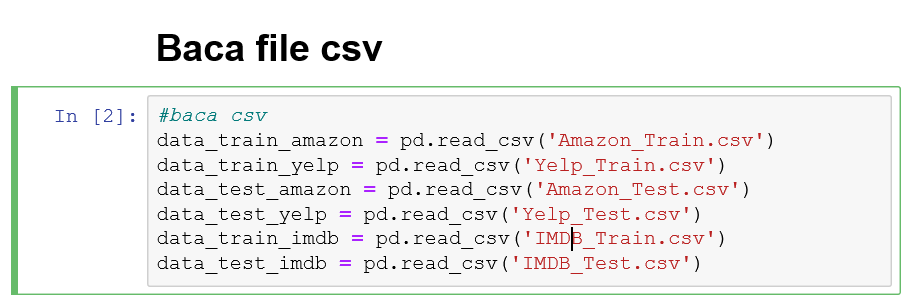 Baca file csv
In [2]: #baca csv
data_train_amazon = pd.read_csv('Amazon_Train.csv')
data_train_yelp = pd.read_csv('Yelp_Train.csv')
data_test_amazon = pd.read_csv('Amazon_Test.csv')
data_test_yelp = pd.read_csv('Yelp_Test.csv')
data_train_imdb = pd.read_csv('IMDB_Train.csv')
data_test_imdb = pd.read_csv('IMDB_Test.csv')